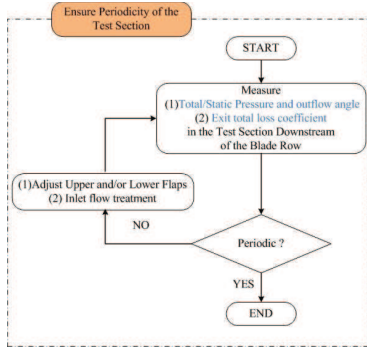 Ensure Periodicity of the
Test Section
START
Measure
(1)Total/Static Pressure and outflow angle
(2) Exit total loss coefficient
in the Test Section Downstream
of the Blade Row
(1)Adjust Upper and/or Lower Flaps
(2) Inlet flow treatment
NO
Periodic ?
YES
END